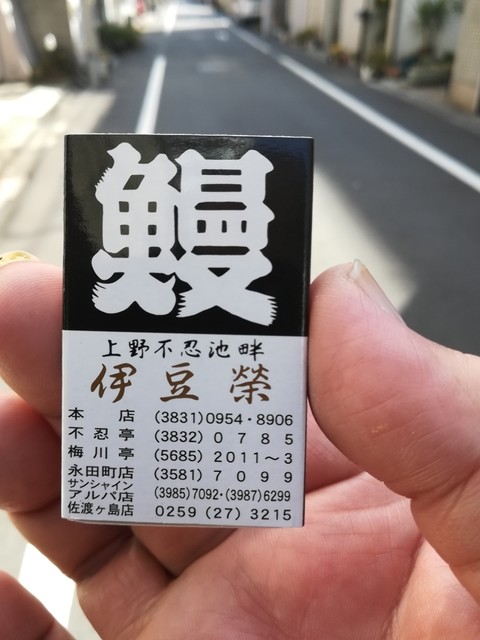 鰻
上野不忍池畔
伊豆榮
本店 (3831)0954・8906
不忍亭 (3832)0785
梅川亭 (5685)2011〜3
永田町店 (3581)7099
サンシャイン
アルパ店 (3985)7092・(3987)6299
佐渡ヶ島店 0259(27)3215